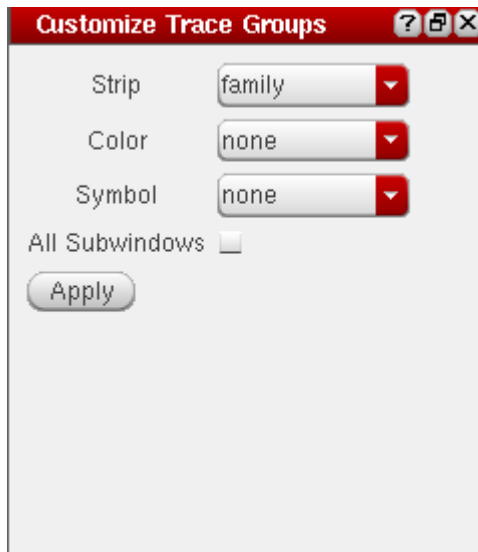 Customize Trace Groups ?
Strip family
Color none
Symbol none
All Subwindows
Apply